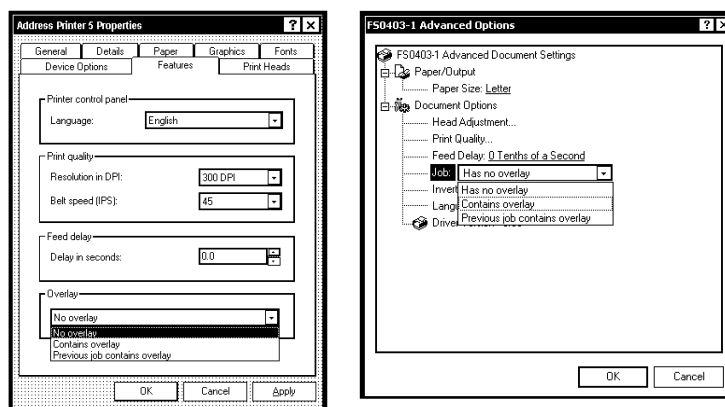 Address Printer 5 Properties
? ×
General Details Paper Graphics Fonts
Device Options Features Print Heads
Printer control panel
Language: English
Print quality
Resolution in DPI: 300 DPI
Belt speed (IPS): 45
Feed delay
Delay in seconds: 0.0
Overlay
No overlay
No overlay
Contains overlay
Previous job contains overlay
OK Cancel Apply
FS0403-1 Advanced Options
?
FS0403-1 Advanced Document Settings
Paper/Output
Paper Size: Letter
Document Options
Head Adjustment...
Print Quality...
Feed Delay: 0 Tenths of a Second
Job: Has no overlay
Has no overlay
Contains overlay
Previous job contains overlay
Invert
Driver
OK Cancel